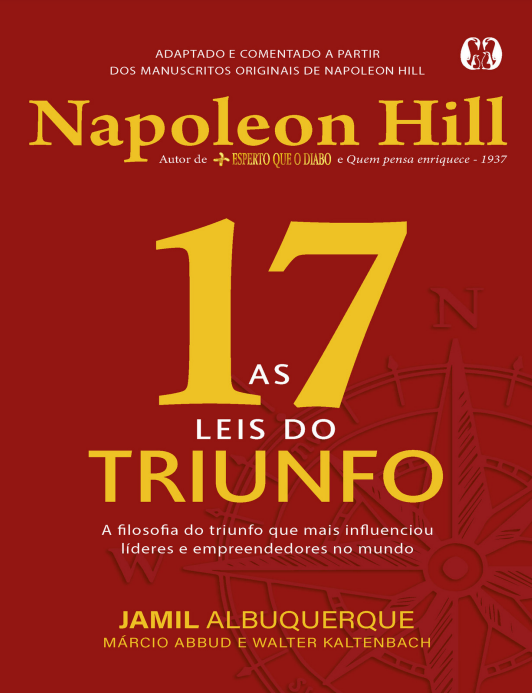 ADAPTADO E COMENTADO A PARTIR
DOS MANUSCRITOS ORIGINAIS DE NAPOLEON HILL
Napoleon Hill
Autor de + ESPERTO QUE O DIABO e Quem pensa enriquece - 1937
17
AS
LEIS DO
TRIUNFO
A filosofia do triunfo que mais influenciou
líderes e empreendedores no mundo
JAMIL ALBUQUERQUE
MÁRCIO ABBUD E WALTER KALTENBACH
N
W